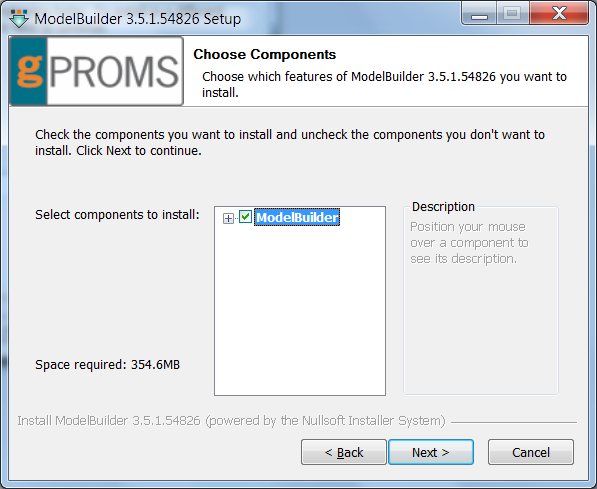 ModelBuilder 3.5.1.54826 Setup
gPROMS
Choose Components
Choose which features of ModelBuilder 3.5.1.54826 you want to
install.
Check the components you want to install and uncheck the components you don't want to
install. Click Next to continue.
Select components to install:
ModelBuilder
Description
Position your mouse
over a component to
see its description.
Space required: 354.6MB
Install ModelBuilder 3.5.1.54826 (powered by the Nullsoft Installer System)
< Back
Next >
Cancel